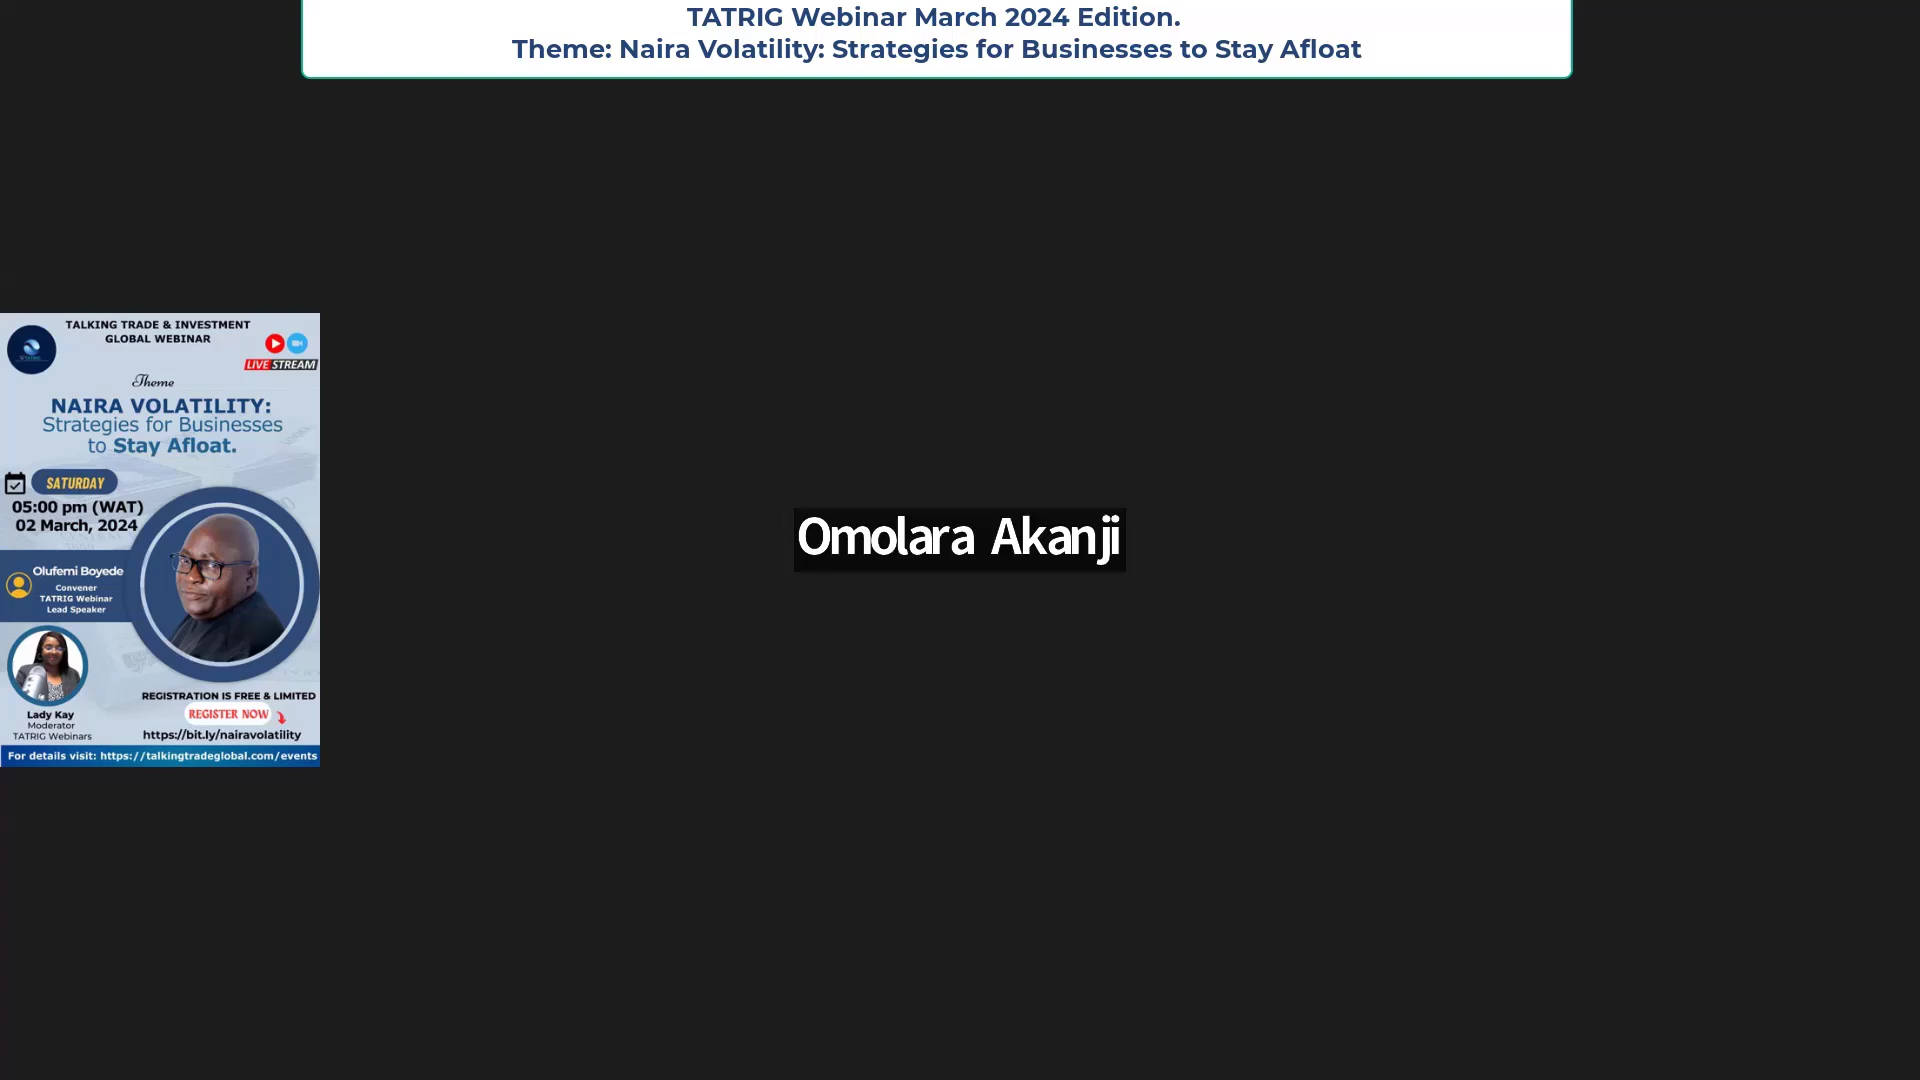 TATRIG Webinar March 2024 Edition.
Theme: Naira Volatility: Strategies for Businesses to Stay Afloat
TALKING TRADE & INVESTMENT
GLOBAL WEBINAR
LIVE STREAM
Theme
NAIRA VOLATILITY:
Strategies for Businesses
to Stay Afloat.
SATURDAY
05:00 pm (WAT)
02 March, 2024
Olufemi Boyede
Convener
TATRIG Webinar
Lead Speaker
Lady Kay
Moderator
TATRIG Webinars
REGISTRATION IS FREE & LIMITED
REGISTER NOW
https://bit.ly/nairavolatility
For details visit: https://talkingtradeglobal.com/events
Omolara Akanji